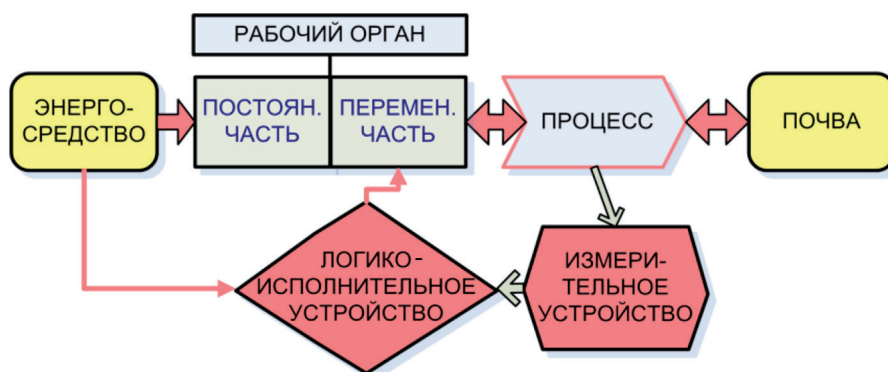 РАБОЧИЙ ОРГАН
ЭНЕРГО-
СРЕДСТВО
ПОСТОЯН.
ЧАСТЬ
ПЕРЕМЕН.
ЧАСТЬ
ПРОЦЕСС
ПОЧВА
ЛОГИКО-
ИСПОЛНИТЕЛЬНОЕ
УСТРОЙСТВО
ИЗМЕРИ-
ТЕЛЬНОЕ
УСТРОЙСТВО